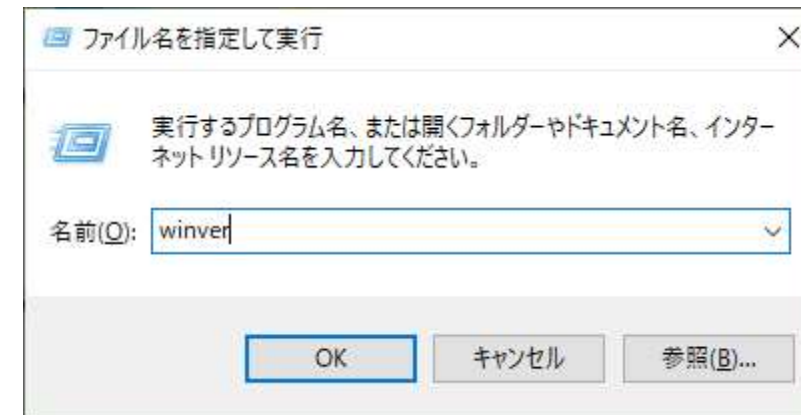 ファイル名を指定して実行
実行するプログラム名、または開くフォルダーやドキュメント名、インター
ネット リソース名を入力してください。
名前(O): winver
OK キャンセル 参照(B)...